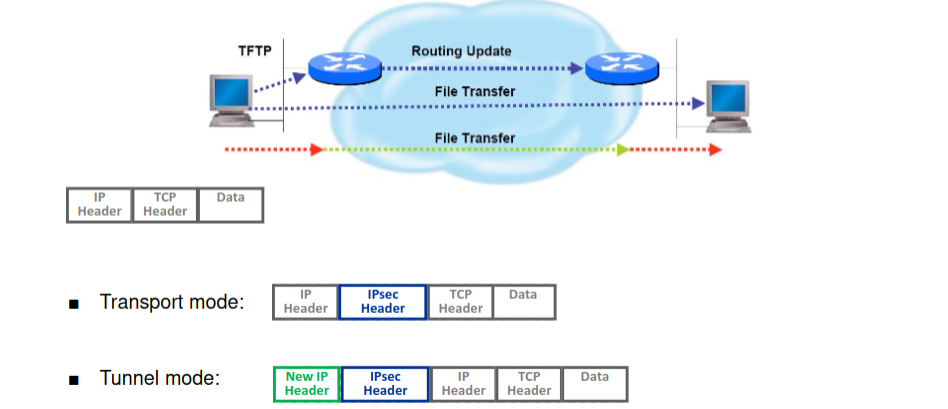 TFTP
Routing Update
File Transfer
File Transfer
IP Header
TCP Header
Data
■ Transport mode:
IP Header
IPsec Header
TCP Header
Data
■ Tunnel mode:
New IP Header
IPsec Header
IP Header
TCP Header
Data